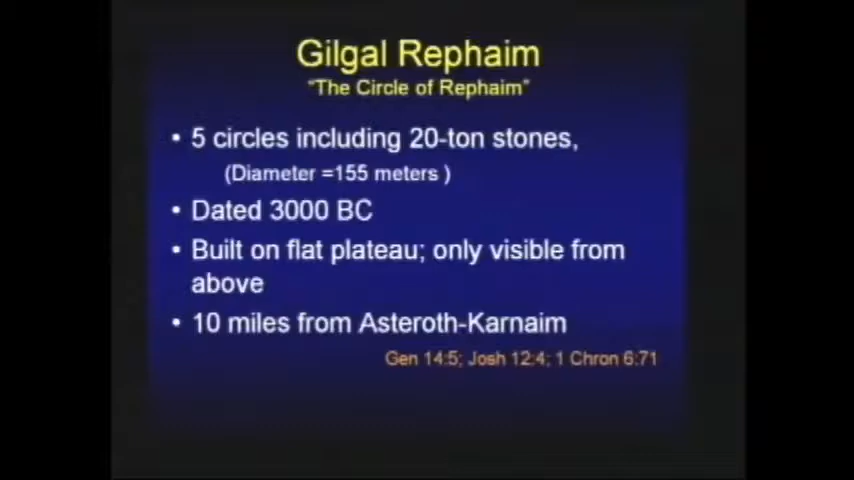 Gilgal Rephaim
"The Circle of Rephaim"
• 5 circles including 20-ton stones,
(Diameter =155 meters )
• Dated 3000 BC
• Built on flat plateau; only visible from
above
• 10 miles from Asteroth-Karnaim
Gen 14:5; Josh 12:4; 1 Chron 6:71